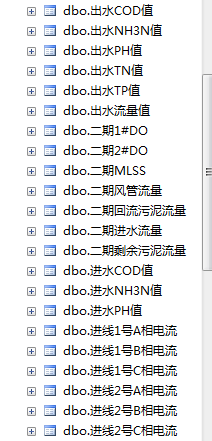 dbo.出水COD值
dbo.出水NH3N值
dbo.出水PH值
dbo.出水TN值
dbo.出水TP值
dbo.出水流量值
dbo.二期1#DO
dbo.二期2#DO
dbo.二期MLSS
dbo.二期风管流量
dbo.二期回流污泥流量
dbo.二期进水流量
dbo.二期剩余污泥流量
dbo.进水COD值
dbo.进水NH3N值
dbo.进水PH值
dbo.进线1号A相电流
dbo.进线1号B相电流
dbo.进线1号C相电流
dbo.进线2号A相电流
dbo.进线2号B相电流
dbo.进线2号C相电流